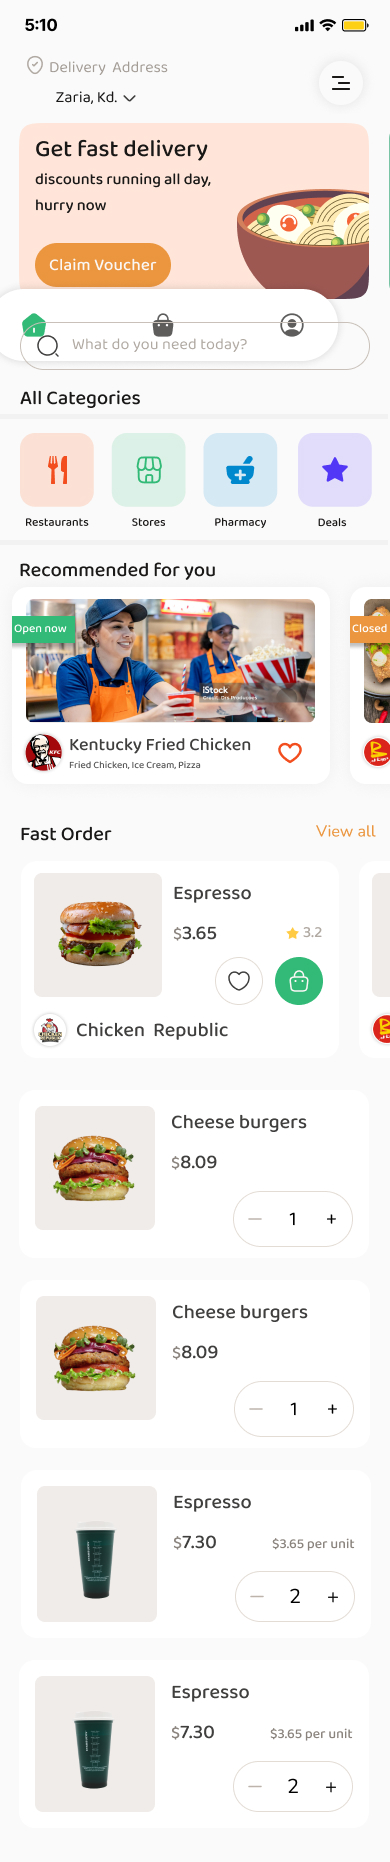 5:10
Delivery Address
Zaria, Kd.
Get fast delivery
discounts running all day,
hurry now
Claim Voucher
What do you need today?
All Categories
Restaurants
Stores
Pharmacy
Deals
Recommended for you
Open now
Closed
iStock
Credit: Drs Producoes
KFC
Kentucky Fried Chicken
Fried Chicken, Ice Cream, Pizza
Fast Order
View all
Espresso
$3.65
3.2
Chicken Republic
Cheese burgers
$8.09
1
Cheese burgers
$8.09
1
Espresso
$7.30
$3.65 per unit
2
Espresso
$7.30
$3.65 per unit
2